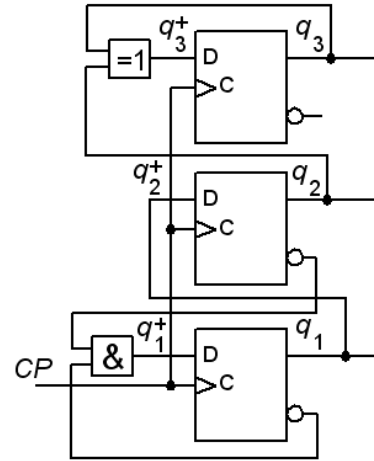 q₃⁺ q₃
=1 D
C
q₂⁺ q₂
D
C
q₁⁺ q₁
& D
CP C